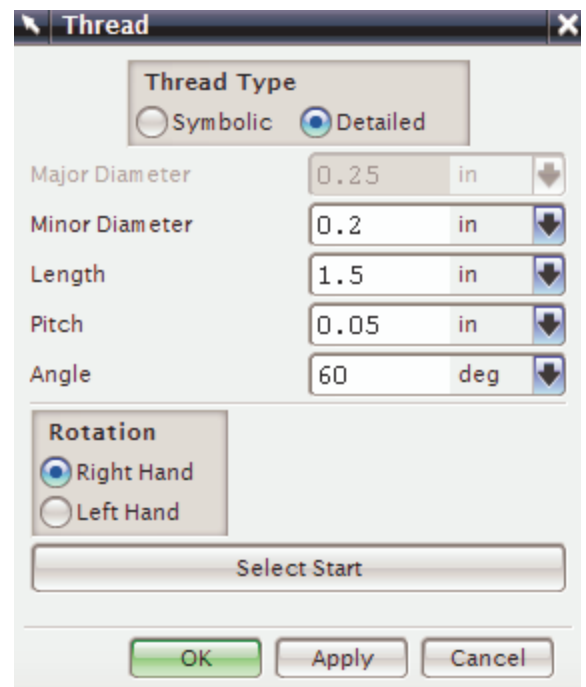 Thread
Thread Type
Symbolic Detailed
Major Diameter 0.25 in
Minor Diameter 0.2 in
Length 1.5 in
Pitch 0.05 in
Angle 60 deg
Rotation
Right Hand
Left Hand
Select Start
OK Apply Cancel